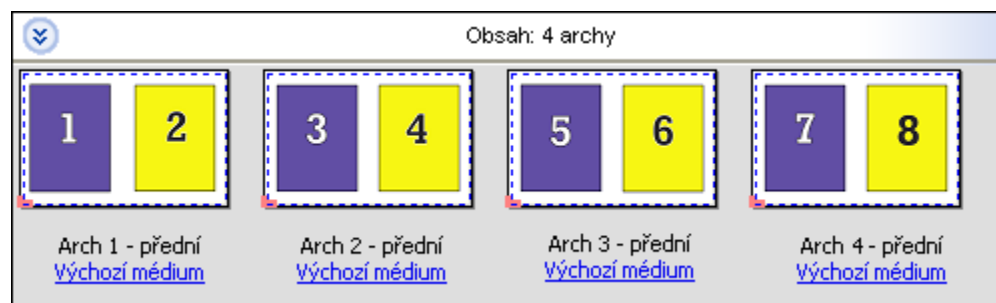 Obsah: 4 archy
1 2 3 4 5 6 7 8
Arch 1 - přední Arch 2 - přední Arch 3 - přední Arch 4 - přední
Výchozí médium Výchozí médium Výchozí médium Výchozí médium